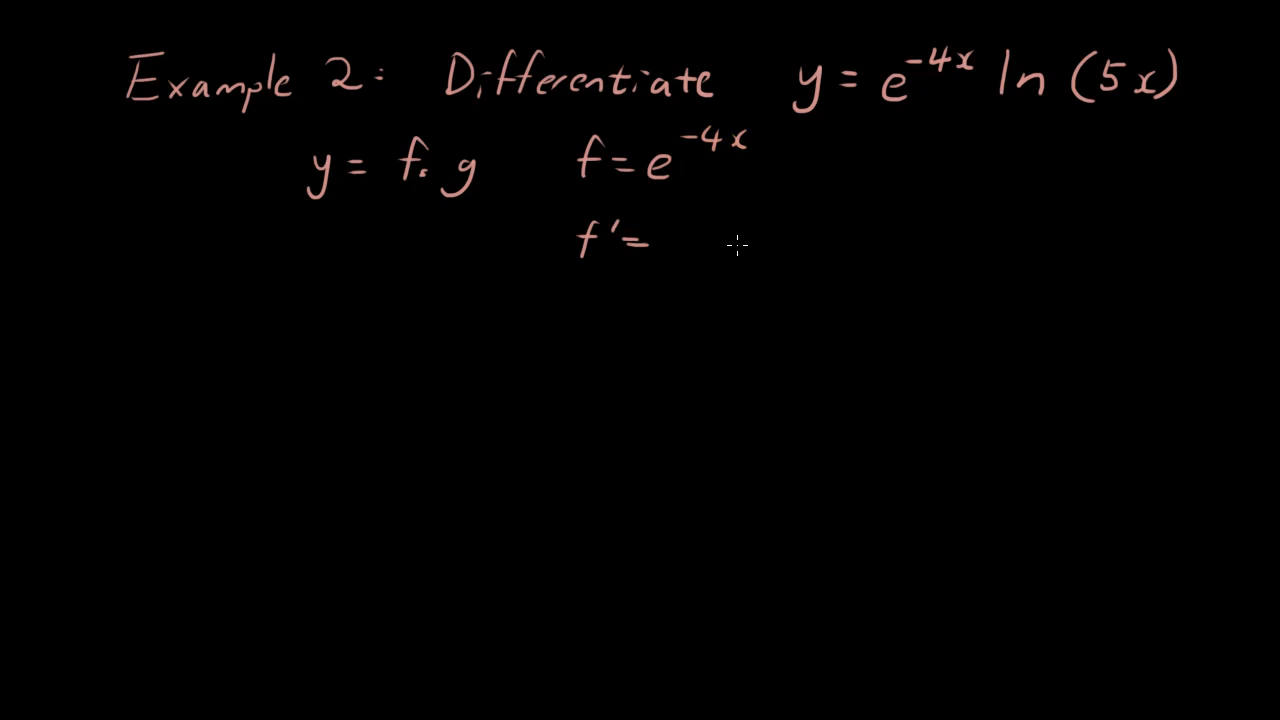 Example 2: Differentiate y = e^{-4x} ln (5x)
y = f. g f = e^{-4x}
f' =